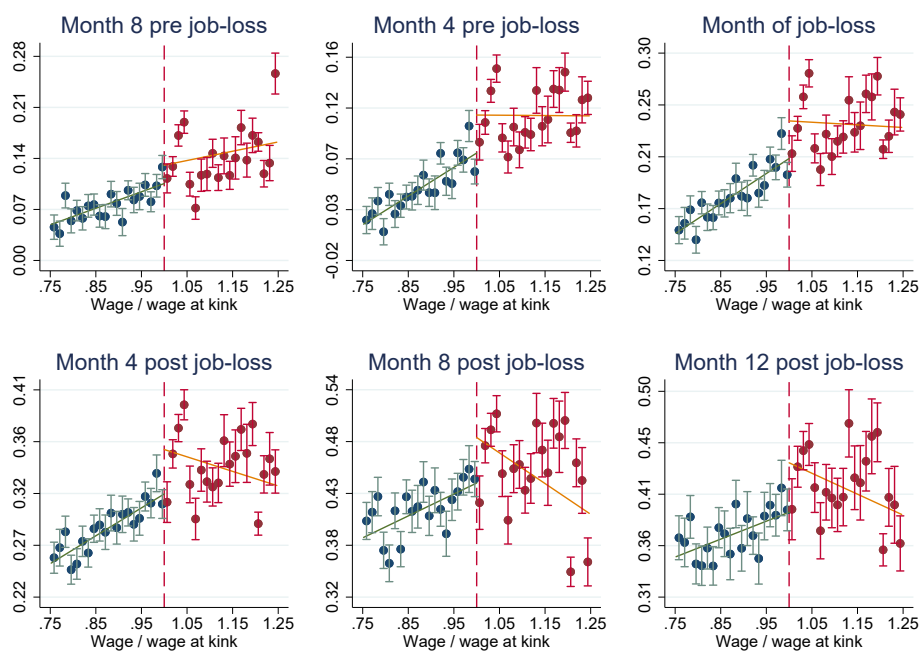 Month 8 pre job-loss
0.28
0.21
0.14
0.07
0.00
.75 .85 .95 1.05 1.15 1.25
Wage / wage at kink
Month 4 pre job-loss
0.16
0.12
0.07
0.03
-0.02
.75 .85 .95 1.05 1.15 1.25
Wage / wage at kink
Month of job-loss
0.30
0.25
0.21
0.17
0.12
.75 .85 .95 1.05 1.15 1.25
Wage / wage at kink
Month 4 post job-loss
0.41
0.36
0.32
0.27
0.22
.75 .85 .95 1.05 1.15 1.25
Wage / wage at kink
Month 8 post job-loss
0.54
0.48
0.43
0.38
0.32
.75 .85 .95 1.05 1.15 1.25
Wage / wage at kink
Month 12 post job-loss
0.50
0.45
0.41
0.36
0.31
.75 .85 .95 1.05 1.15 1.25
Wage / wage at kink